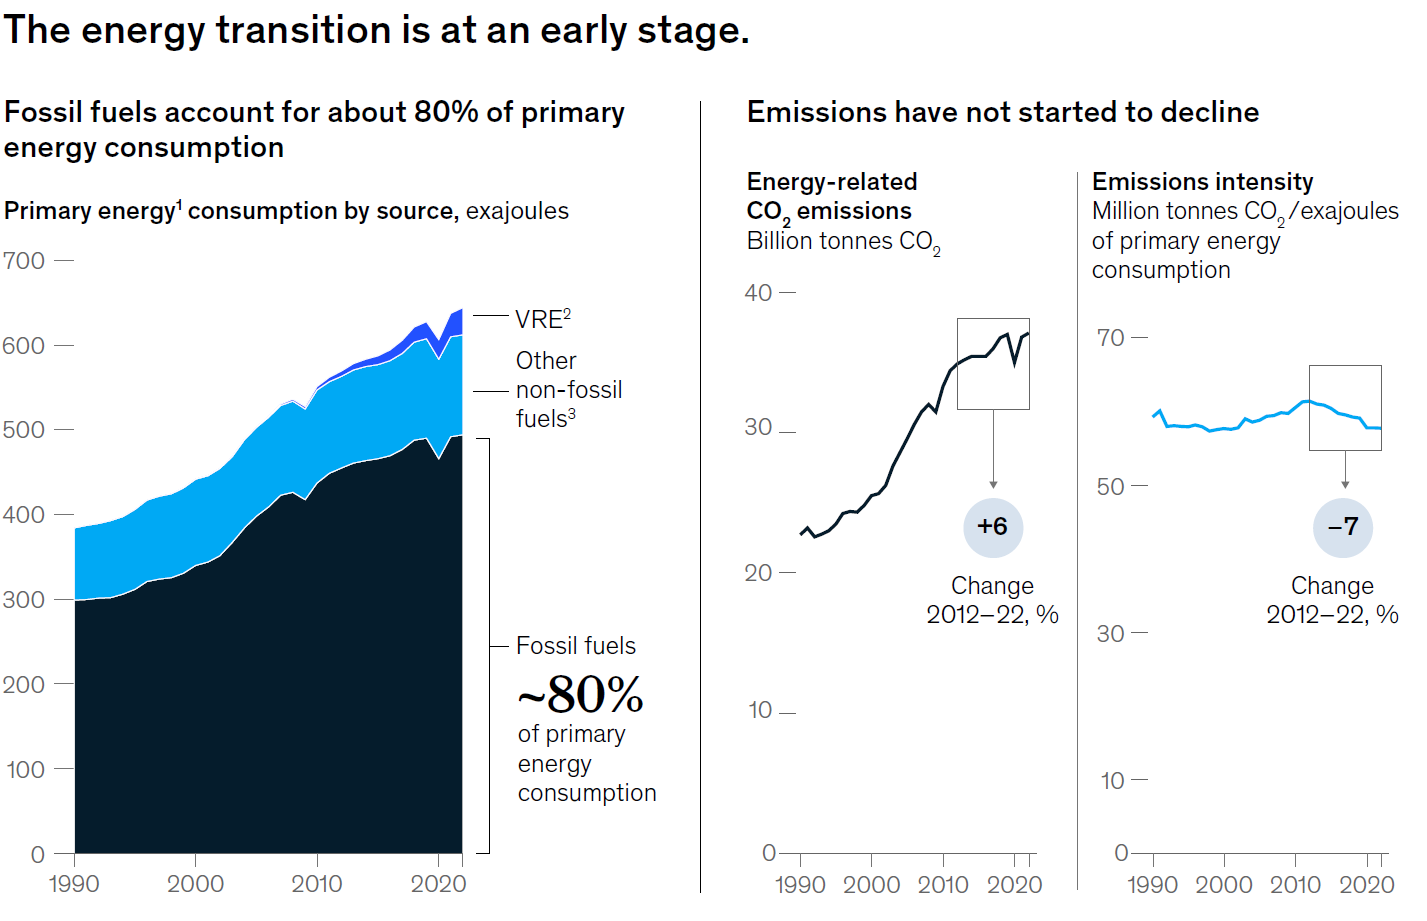 The energy transition is at an early stage.
Fossil fuels account for about 80% of primary
energy consumption
Primary energy¹ consumption by source, exajoules
700
600
500
400
300
200
100
0
1990 2000 2010 2020
VRE²
Other
non-fossil
fuels³
Fossil fuels
~80%
of primary
energy
consumption
Emissions have not started to decline
Energy-related
CO₂ emissions
Billion tonnes CO₂
40
30
20
10
0
1990 2000 2010 2020
+6
Change
2012–22, %
Emissions intensity
Million tonnes CO₂/exajoules
of primary energy
consumption
70
50
30
10
0
1990 2000 2010 2020
−7
Change
2012–22, %